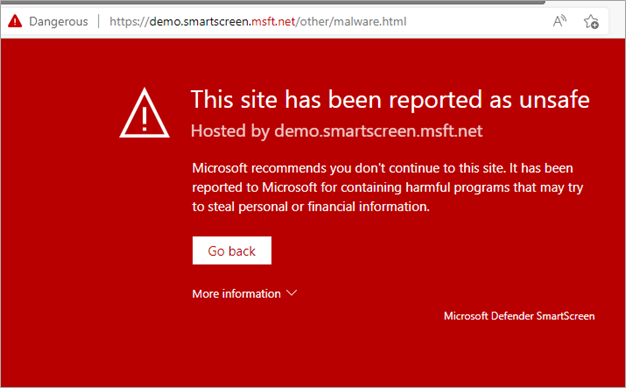 Dangerous https://demo.smartscreen.msft.net/other/malware.html
This site has been reported as unsafe
Hosted by demo.smartscreen.msft.net
Microsoft recommends you don't continue to this site. It has been
reported to Microsoft for containing harmful programs that may try
to steal personal or financial information.
Go back
More information
Microsoft Defender SmartScreen